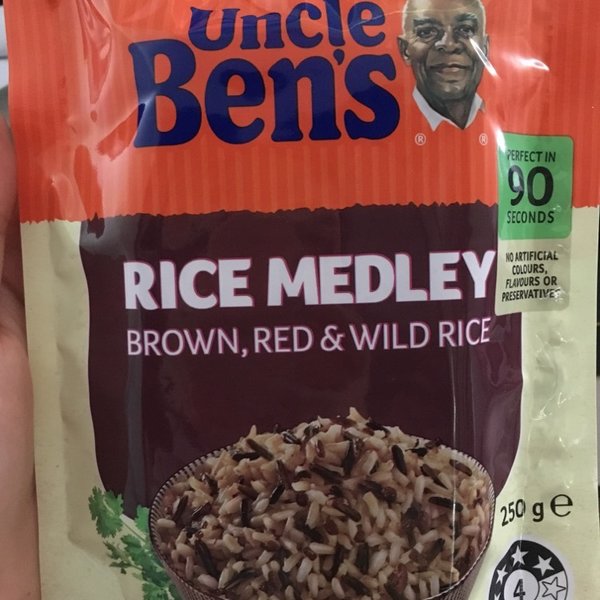 Uncle
Ben's
® ®
PERFECT IN
90
SECONDS
NO ARTIFICIAL
COLOURS,
FLAVOURS OR
PRESERVATIVES
RICE MEDLEY
BROWN, RED & WILD RICE
250 g e
4